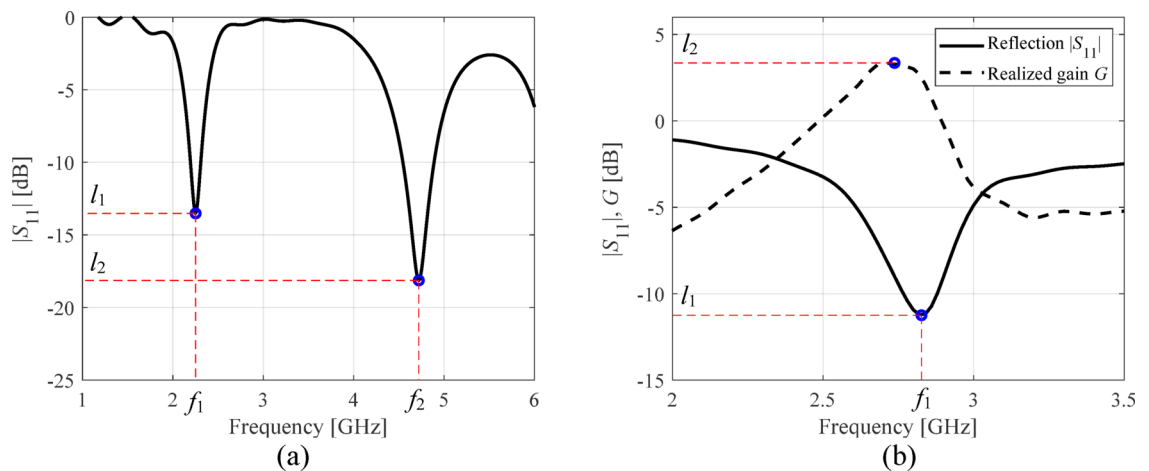 0
-5
-10
-15
-20
-25
|S11| [dB]
l1
l2
1 2 3 4 5 6
f1 f2
Frequency [GHz]
(a)
5
0
-5
-10
-15
|S11|, G [dB]
l2
l1
Reflection |S11|
Realized gain G
2 2.5 3 3.5
f1
Frequency [GHz]
(b)